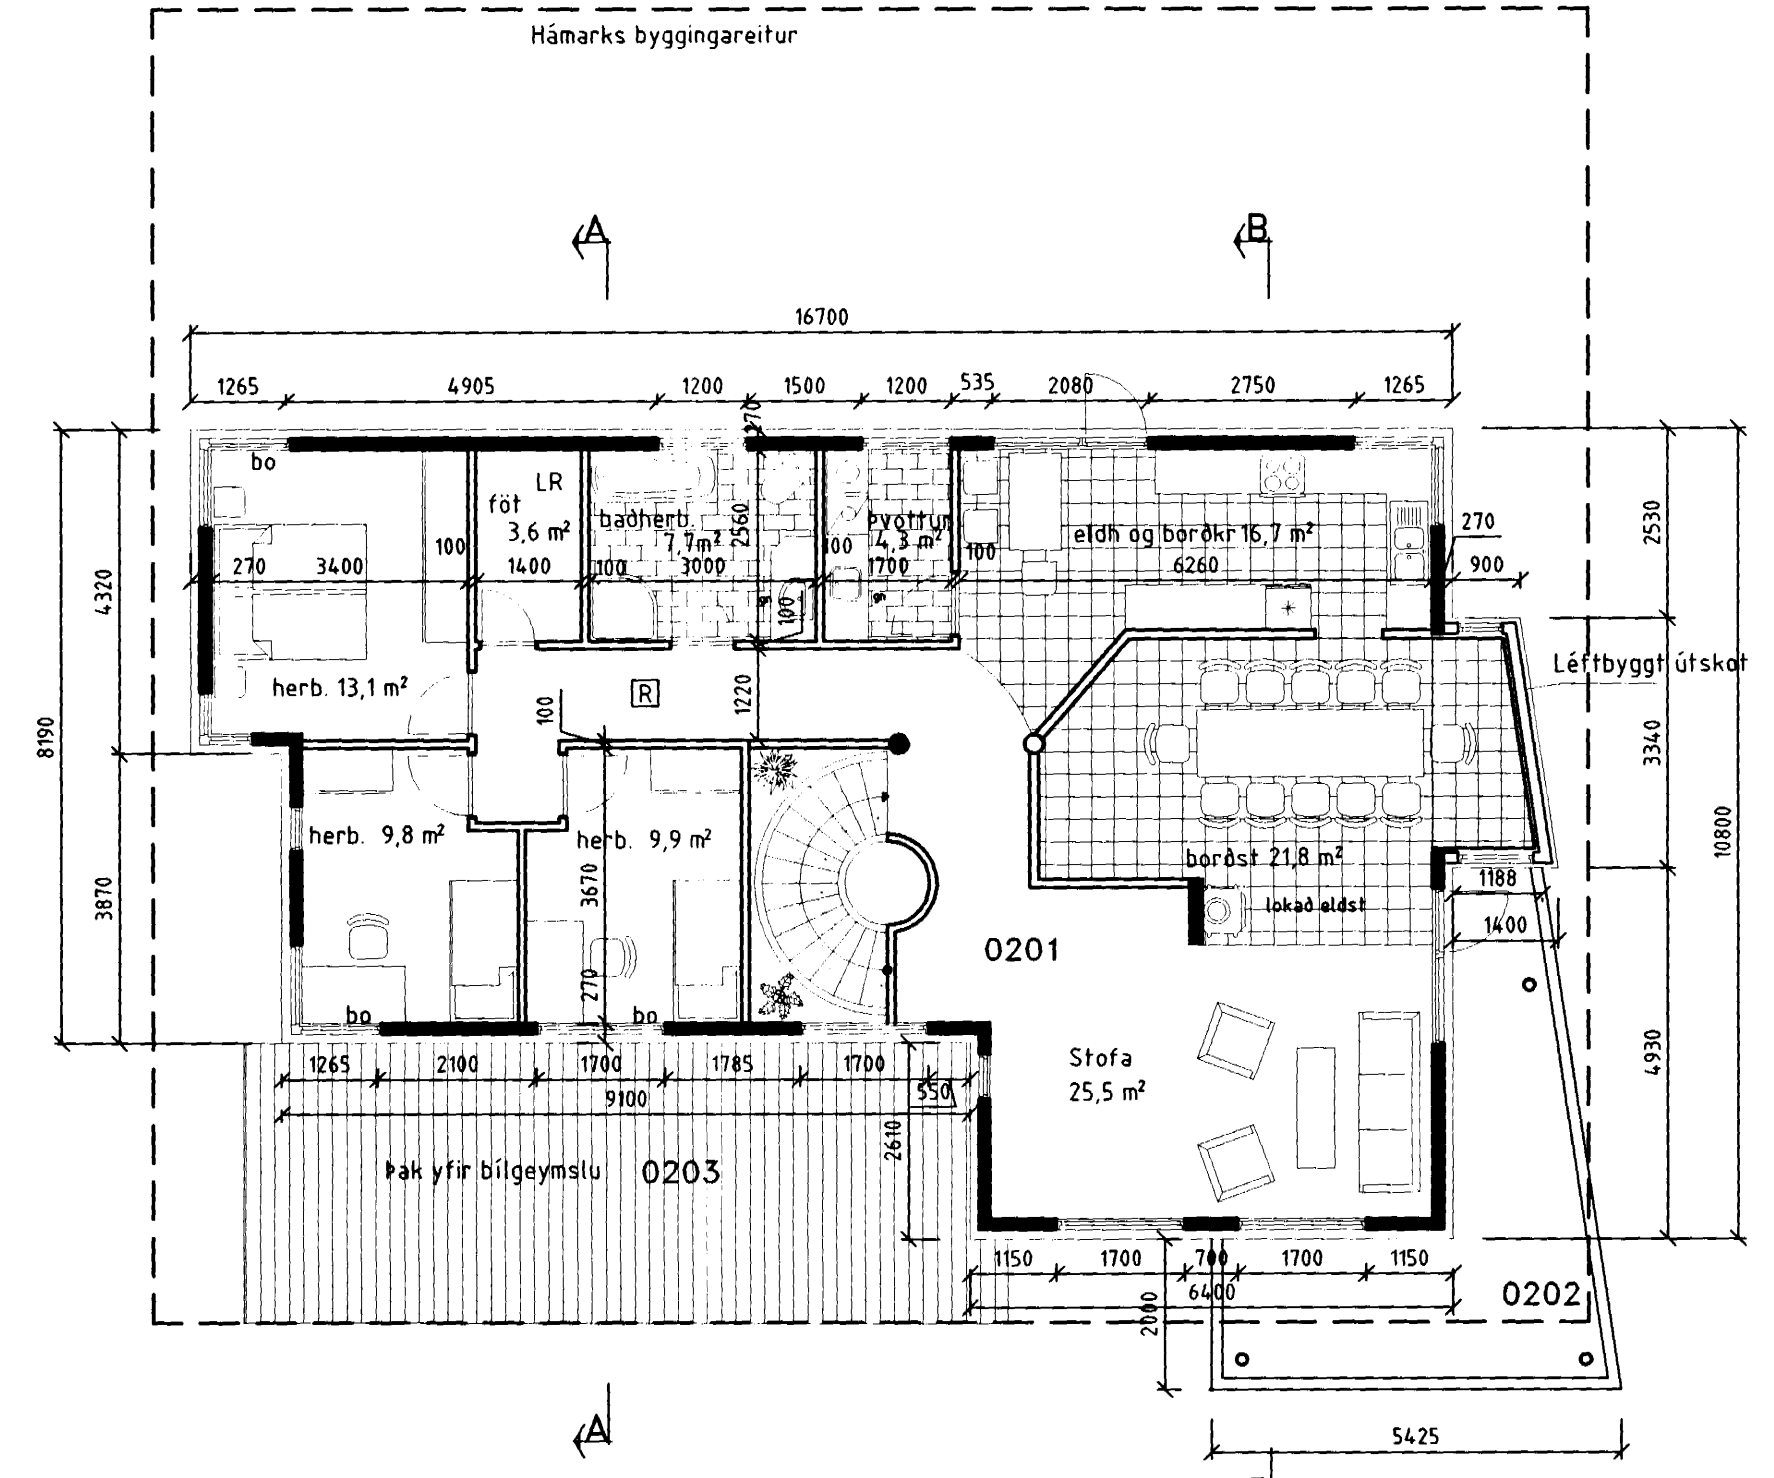 Hámarks byggingareitur
A
B
16700
1265
4905
1200
1500
1200
535
2080
2750
1265
270
bo
LR
föt
3,6 m²
baðherb.
7,7m²
2560
þvottur
4,3 m²
eldh og borðkr 16,7 m²
270
2530
100
100
100
100
270
3400
1400
3000
1700
6260
900
4320
gn
gn
100
Léttbyggt útskot
herb. 13,1 m²
R
100
1220
8190
3340
10800
herb. 9,8 m²
herb. 9,9 m²
borðst 21,8 m²
3670
3870
1188
lokað eldst
1400
0201
270
bo
bo
Stofa
25,5 m²
4930
1265
2100
1700
1785
1700
550
9100
2610
Þak yfir bílgeymslu
0203
1150
1700
700
1700
1150
6400
0202
2000
A
5425